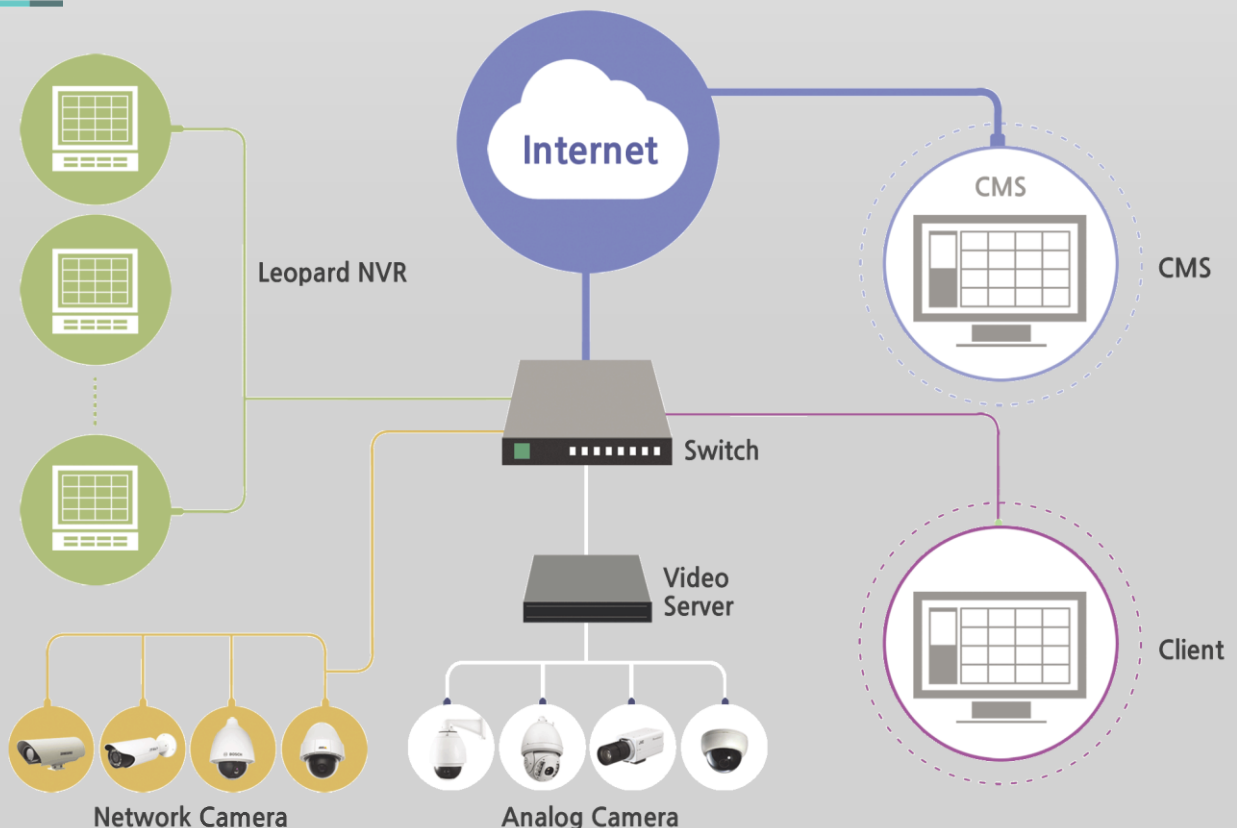 Internet
CMS
CMS
Leopard NVR
Switch
Video
Server
Client
Network Camera
Analog Camera